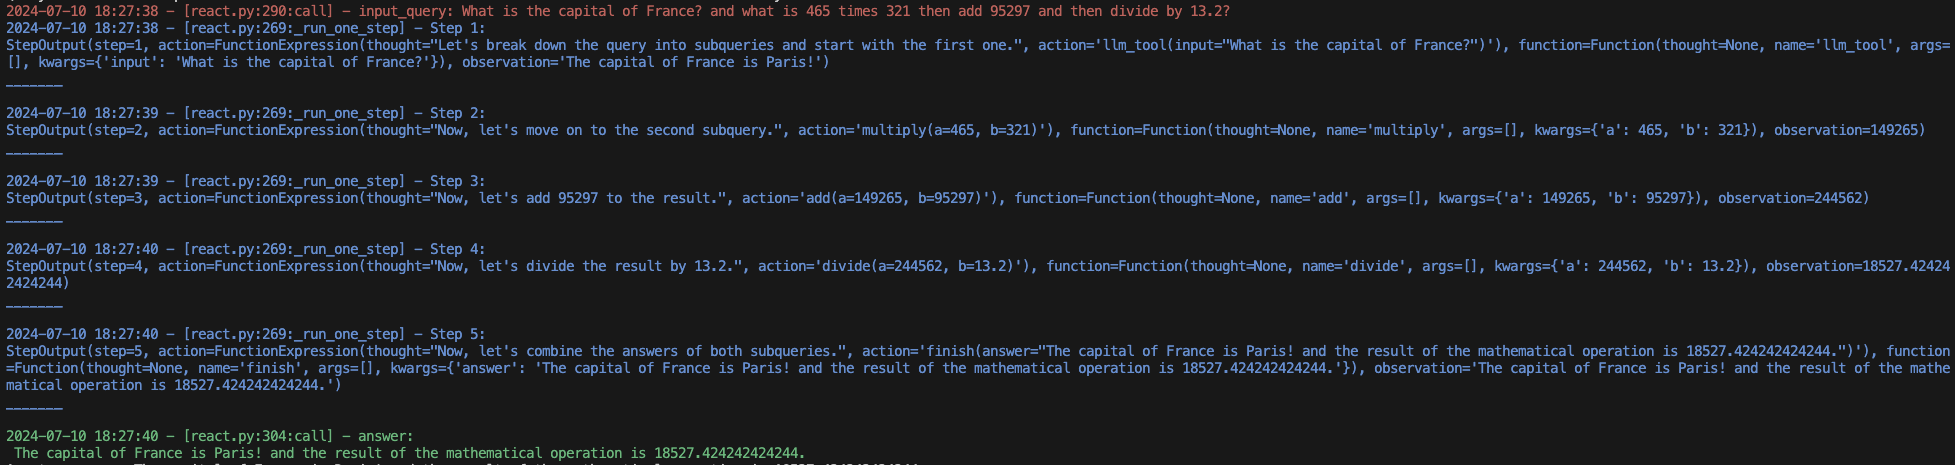 2024-07-10 18:27:38 - [react.py:290:call] - input_query: What is the capital of France? and what is 465 times 321 then add 95297 and then divide by 13.2?
2024-07-10 18:27:38 - [react.py:269:_run_one_step] - Step 1:
StepOutput(step=1, action=FunctionExpression(thought="Let's break down the query into subqueries and start with the first one.", action='llm_tool(input="What is the capital of France?")'), function=Function(thought=None, name='llm_tool', args=
[], kwargs={'input': 'What is the capital of France?'}), observation='The capital of France is Paris!')
_______
2024-07-10 18:27:39 - [react.py:269:_run_one_step] - Step 2:
StepOutput(step=2, action=FunctionExpression(thought="Now, let's move on to the second subquery.", action='multiply(a=465, b=321)'), function=Function(thought=None, name='multiply', args=[], kwargs={'a': 465, 'b': 321}), observation=149265)
_______
2024-07-10 18:27:39 - [react.py:269:_run_one_step] - Step 3:
StepOutput(step=3, action=FunctionExpression(thought="Now, let's add 95297 to the result.", action='add(a=149265, b=95297)'), function=Function(thought=None, name='add', args=[], kwargs={'a': 149265, 'b': 95297}), observation=244562)
_______
2024-07-10 18:27:40 - [react.py:269:_run_one_step] - Step 4:
StepOutput(step=4, action=FunctionExpression(thought="Now, let's divide the result by 13.2.", action='divide(a=244562, b=13.2)'), function=Function(thought=None, name='divide', args=[], kwargs={'a': 244562, 'b': 13.2}), observation=18527.42424
2424244)
_______
2024-07-10 18:27:40 - [react.py:269:_run_one_step] - Step 5:
StepOutput(step=5, action=FunctionExpression(thought="Now, let's combine the answers of both subqueries.", action='finish(answer="The capital of France is Paris! and the result of the mathematical operation is 18527.424242424244.")'), function
=Function(thought=None, name='finish', args=[], kwargs={'answer': 'The capital of France is Paris! and the result of the mathematical operation is 18527.424242424244.'}), observation='The capital of France is Paris! and the result of the mathe
matical operation is 18527.424242424244.')
_______
2024-07-10 18:27:40 - [react.py:304:call] - answer:
The capital of France is Paris! and the result of the mathematical operation is 18527.424242424244.